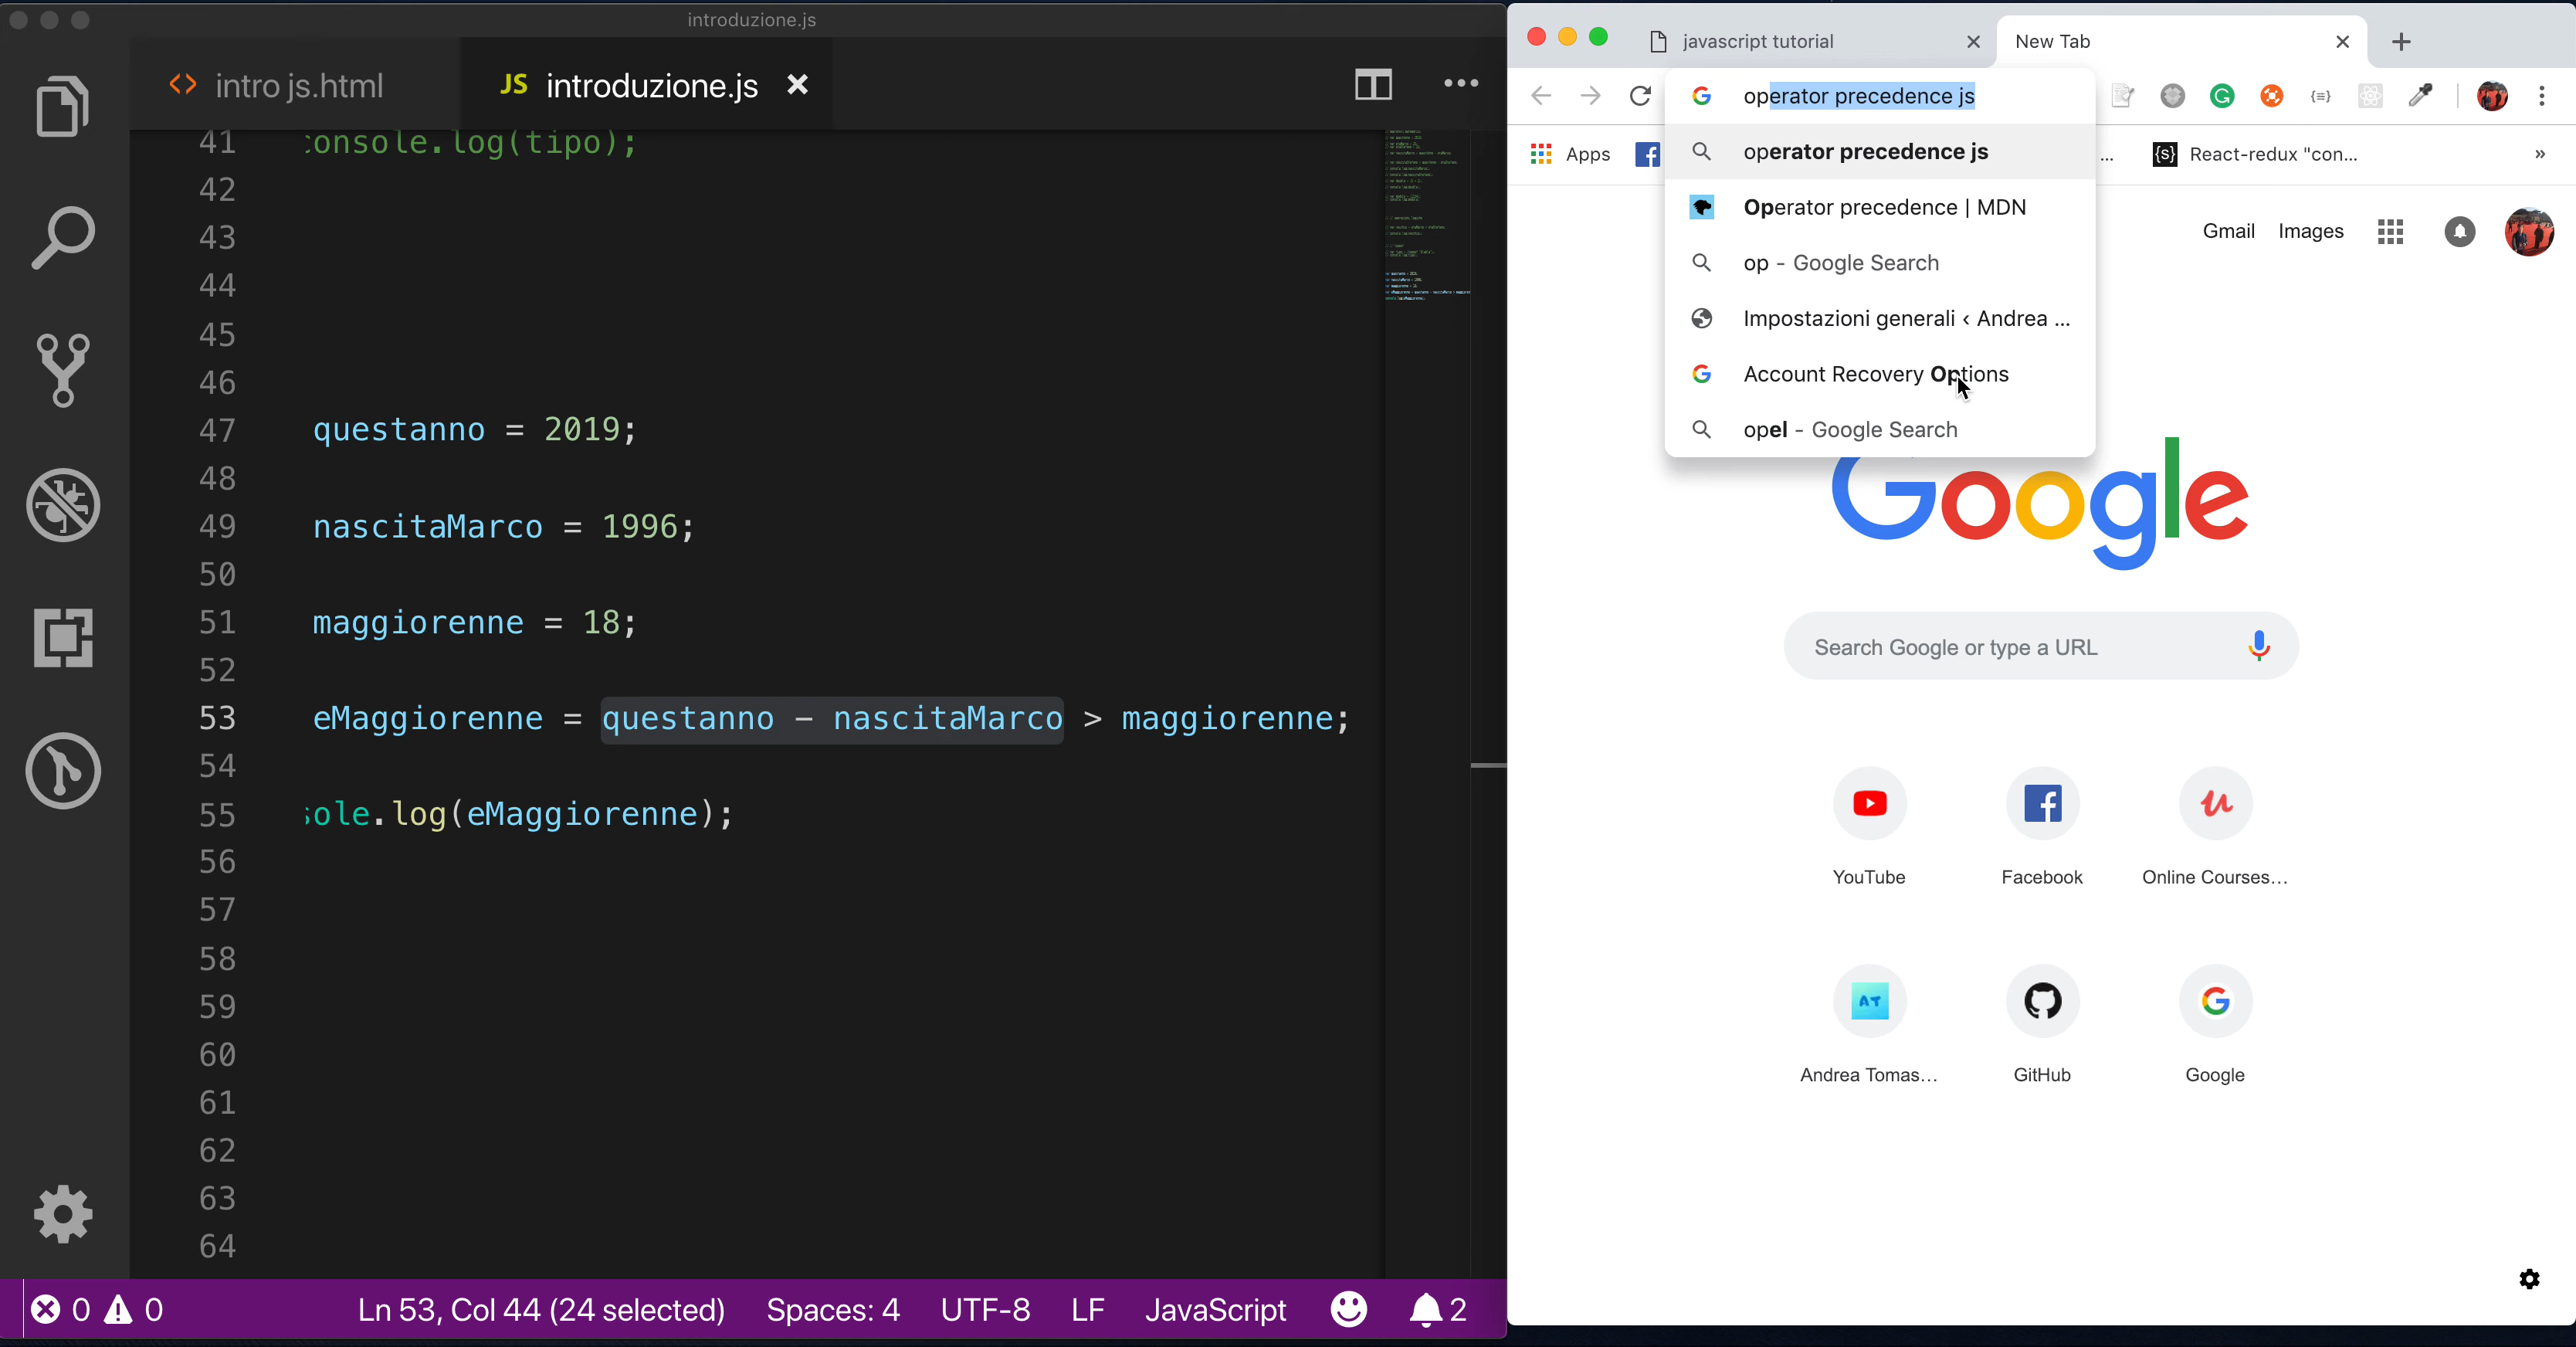 introduzione.js
<> intro js.html
JS introduzione.js
41 console.log(tipo);
42
43
44
45
46
47 questanno = 2019;
48
49 nascitaMarco = 1996;
50
51 maggiorenne = 18;
52
53 eMaggiorenne = questanno - nascitaMarco > maggiorenne;
54
55 sole.log(eMaggiorenne);
56
57
58
59
60
61
62
63
64
0 0 Ln 53, Col 44 (24 selected) Spaces: 4 UTF-8 LF JavaScript 2
javascript tutorial
New Tab
operator precedence js
Apps
... {s} React-redux "con... »
operator precedence js
Operator precedence | MDN
op - Google Search
Impostazioni generali ‹ Andrea ...
Account Recovery Options
opel - Google Search
Gmail Images
Google
Search Google or type a URL
YouTube
Facebook
Online Courses...
AT
Andrea Tomas...
GitHub
Google